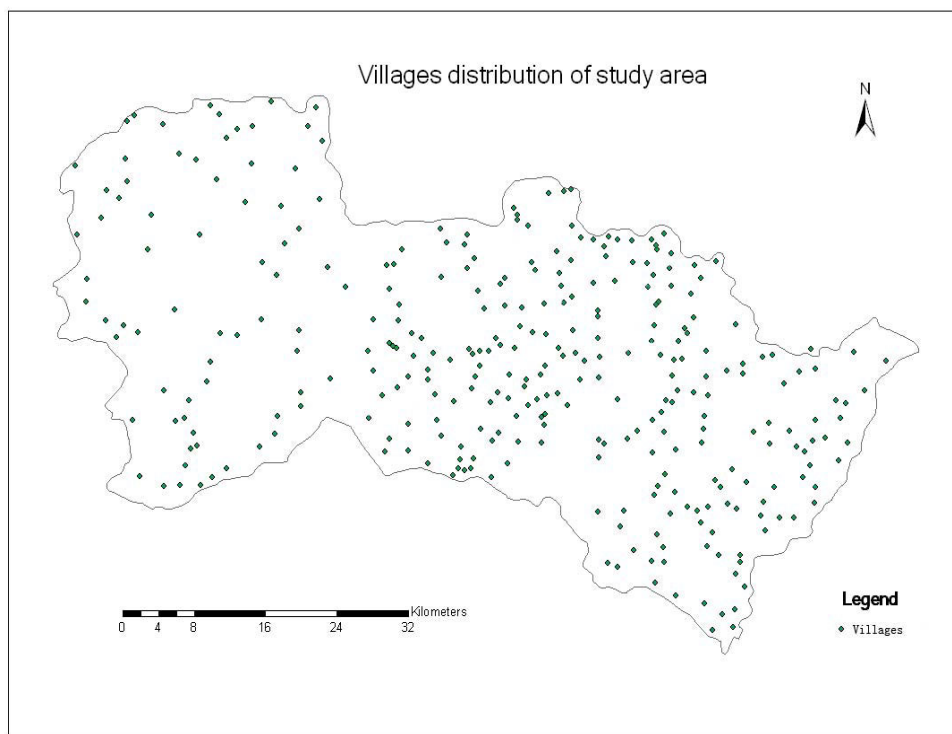 Villages distribution of study area
N
Kilometers
0 4 8 16 24 32
Legend
Villages